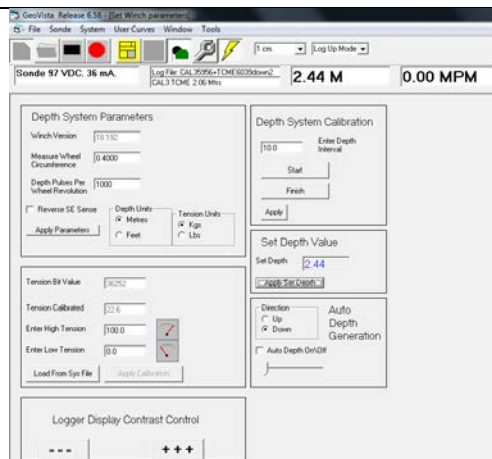 GeoVista Release 6.58 - [Set Winch parameters]
File Sonde System User Curves Window Tools
1 cm. Log Up Mode
Sonde 97 VDC. 36 mA.
Log File: CAL35956+TCME6039down2
CAL3 TCME 2.06 Mhs
2.44 M
0.00 MPM
Depth System Parameters
Winch Version 18.192
Measure Wheel
Circumference
0.4000
Depth Pulses Per
Wheel Revolution
1000
Reverse SE Sense
Apply Parameters
Depth Units
Metres
Feet
Tension Units
Kgs
Lbs
Depth System Calibration
10.0
Enter Depth
Interval
Start
Finish
Apply
Set Depth Value
Set Depth 2.44
Apply Set Depth
Tension Bit Value 36252
Tension Calibrated 22.6
Enter High Tension 100.0
Enter Low Tension 0.0
Load From Sys File
Apply Calibration
Direction
Up
Down
Auto
Depth
Generation
Auto Depth On\Off
Logger Display Contrast Control
- - -
+ + +